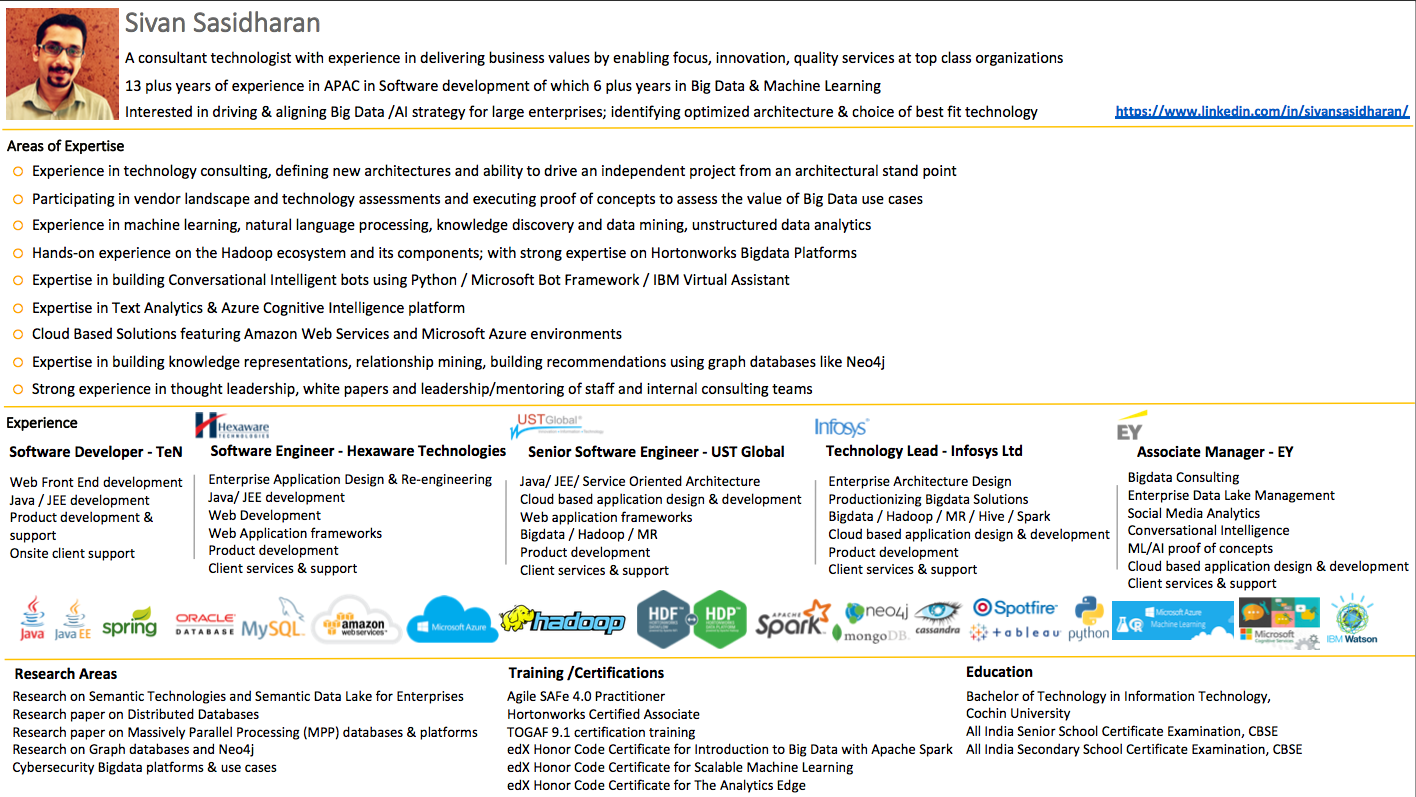 Sivan Sasidharan
A consultant technologist with experience in delivering business values by enabling focus, innovation, quality services at top class organizations
13 plus years of experience in APAC in Software development of which 6 plus years in Big Data & Machine Learning
Interested in driving & aligning Big Data /AI strategy for large enterprises; identifying optimized architecture & choice of best fit technology
https://www.linkedin.com/in/sivansasidharan/
Areas of Expertise
Experience in technology consulting, defining new architectures and ability to drive an independent project from an architectural stand point
Participating in vendor landscape and technology assessments and executing proof of concepts to assess the value of Big Data use cases
Experience in machine learning, natural language processing, knowledge discovery and data mining, unstructured data analytics
Hands-on experience on the Hadoop ecosystem and its components; with strong expertise on Hortonworks Bigdata Platforms
Expertise in building Conversational Intelligent bots using Python / Microsoft Bot Framework / IBM Virtual Assistant
Expertise in Text Analytics & Azure Cognitive Intelligence platform
Cloud Based Solutions featuring Amazon Web Services and Microsoft Azure environments
Expertise in building knowledge representations, relationship mining, building recommendations using graph databases like Neo4j
Strong experience in thought leadership, white papers and leadership/mentoring of staff and internal consulting teams
Experience
Software Developer - TeN
Web Front End development
Java / JEE development
Product development &
support
Onsite client support
Hexaware
TECHNOLOGIES
Software Engineer - Hexaware Technologies
Enterprise Application Design & Re-engineering
Java/ JEE development
Web Development
Web Application frameworks
Product development
Client services & support
USTGlobal®
Senior Software Engineer - UST Global
Java/ JEE/ Service Oriented Architecture
Cloud based application design & development
Web application frameworks
Bigdata / Hadoop / MR
Product development
Client services & support
Infosys®
Technology Lead - Infosys Ltd
Enterprise Architecture Design
Productionizing Bigdata Solutions
Bigdata / Hadoop / MR / Hive / Spark
Cloud based application design & development
Product development
Client services & support
EY
Associate Manager - EY
Bigdata Consulting
Enterprise Data Lake Management
Social Media Analytics
Conversational Intelligence
ML/AI proof of concepts
Cloud based application design & development
Client services & support
Java
Java EE
spring
ORACLE
DATABASE
MySQL
amazon
webservices
Microsoft Azure
hadoop
HDF
HDP
APACHE
Spark
neo4j
mongoDB
cassandra
Spotfire
+ableau
python
Microsoft Azure
Machine Learning
Microsoft
Cognitive Services
IBM Watson
Research Areas
Research on Semantic Technologies and Semantic Data Lake for Enterprises
Research paper on Distributed Databases
Research paper on Massively Parallel Processing (MPP) databases & platforms
Research on Graph databases and Neo4j
Cybersecurity Bigdata platforms & use cases
Training /Certifications
Agile SAFe 4.0 Practitioner
Hortonworks Certified Associate
TOGAF 9.1 certification training
edX Honor Code Certificate for Introduction to Big Data with Apache Spark
edX Honor Code Certificate for Scalable Machine Learning
edX Honor Code Certificate for The Analytics Edge
Education
Bachelor of Technology in Information Technology,
Cochin University
All India Senior School Certificate Examination, CBSE
All India Secondary School Certificate Examination, CBSE